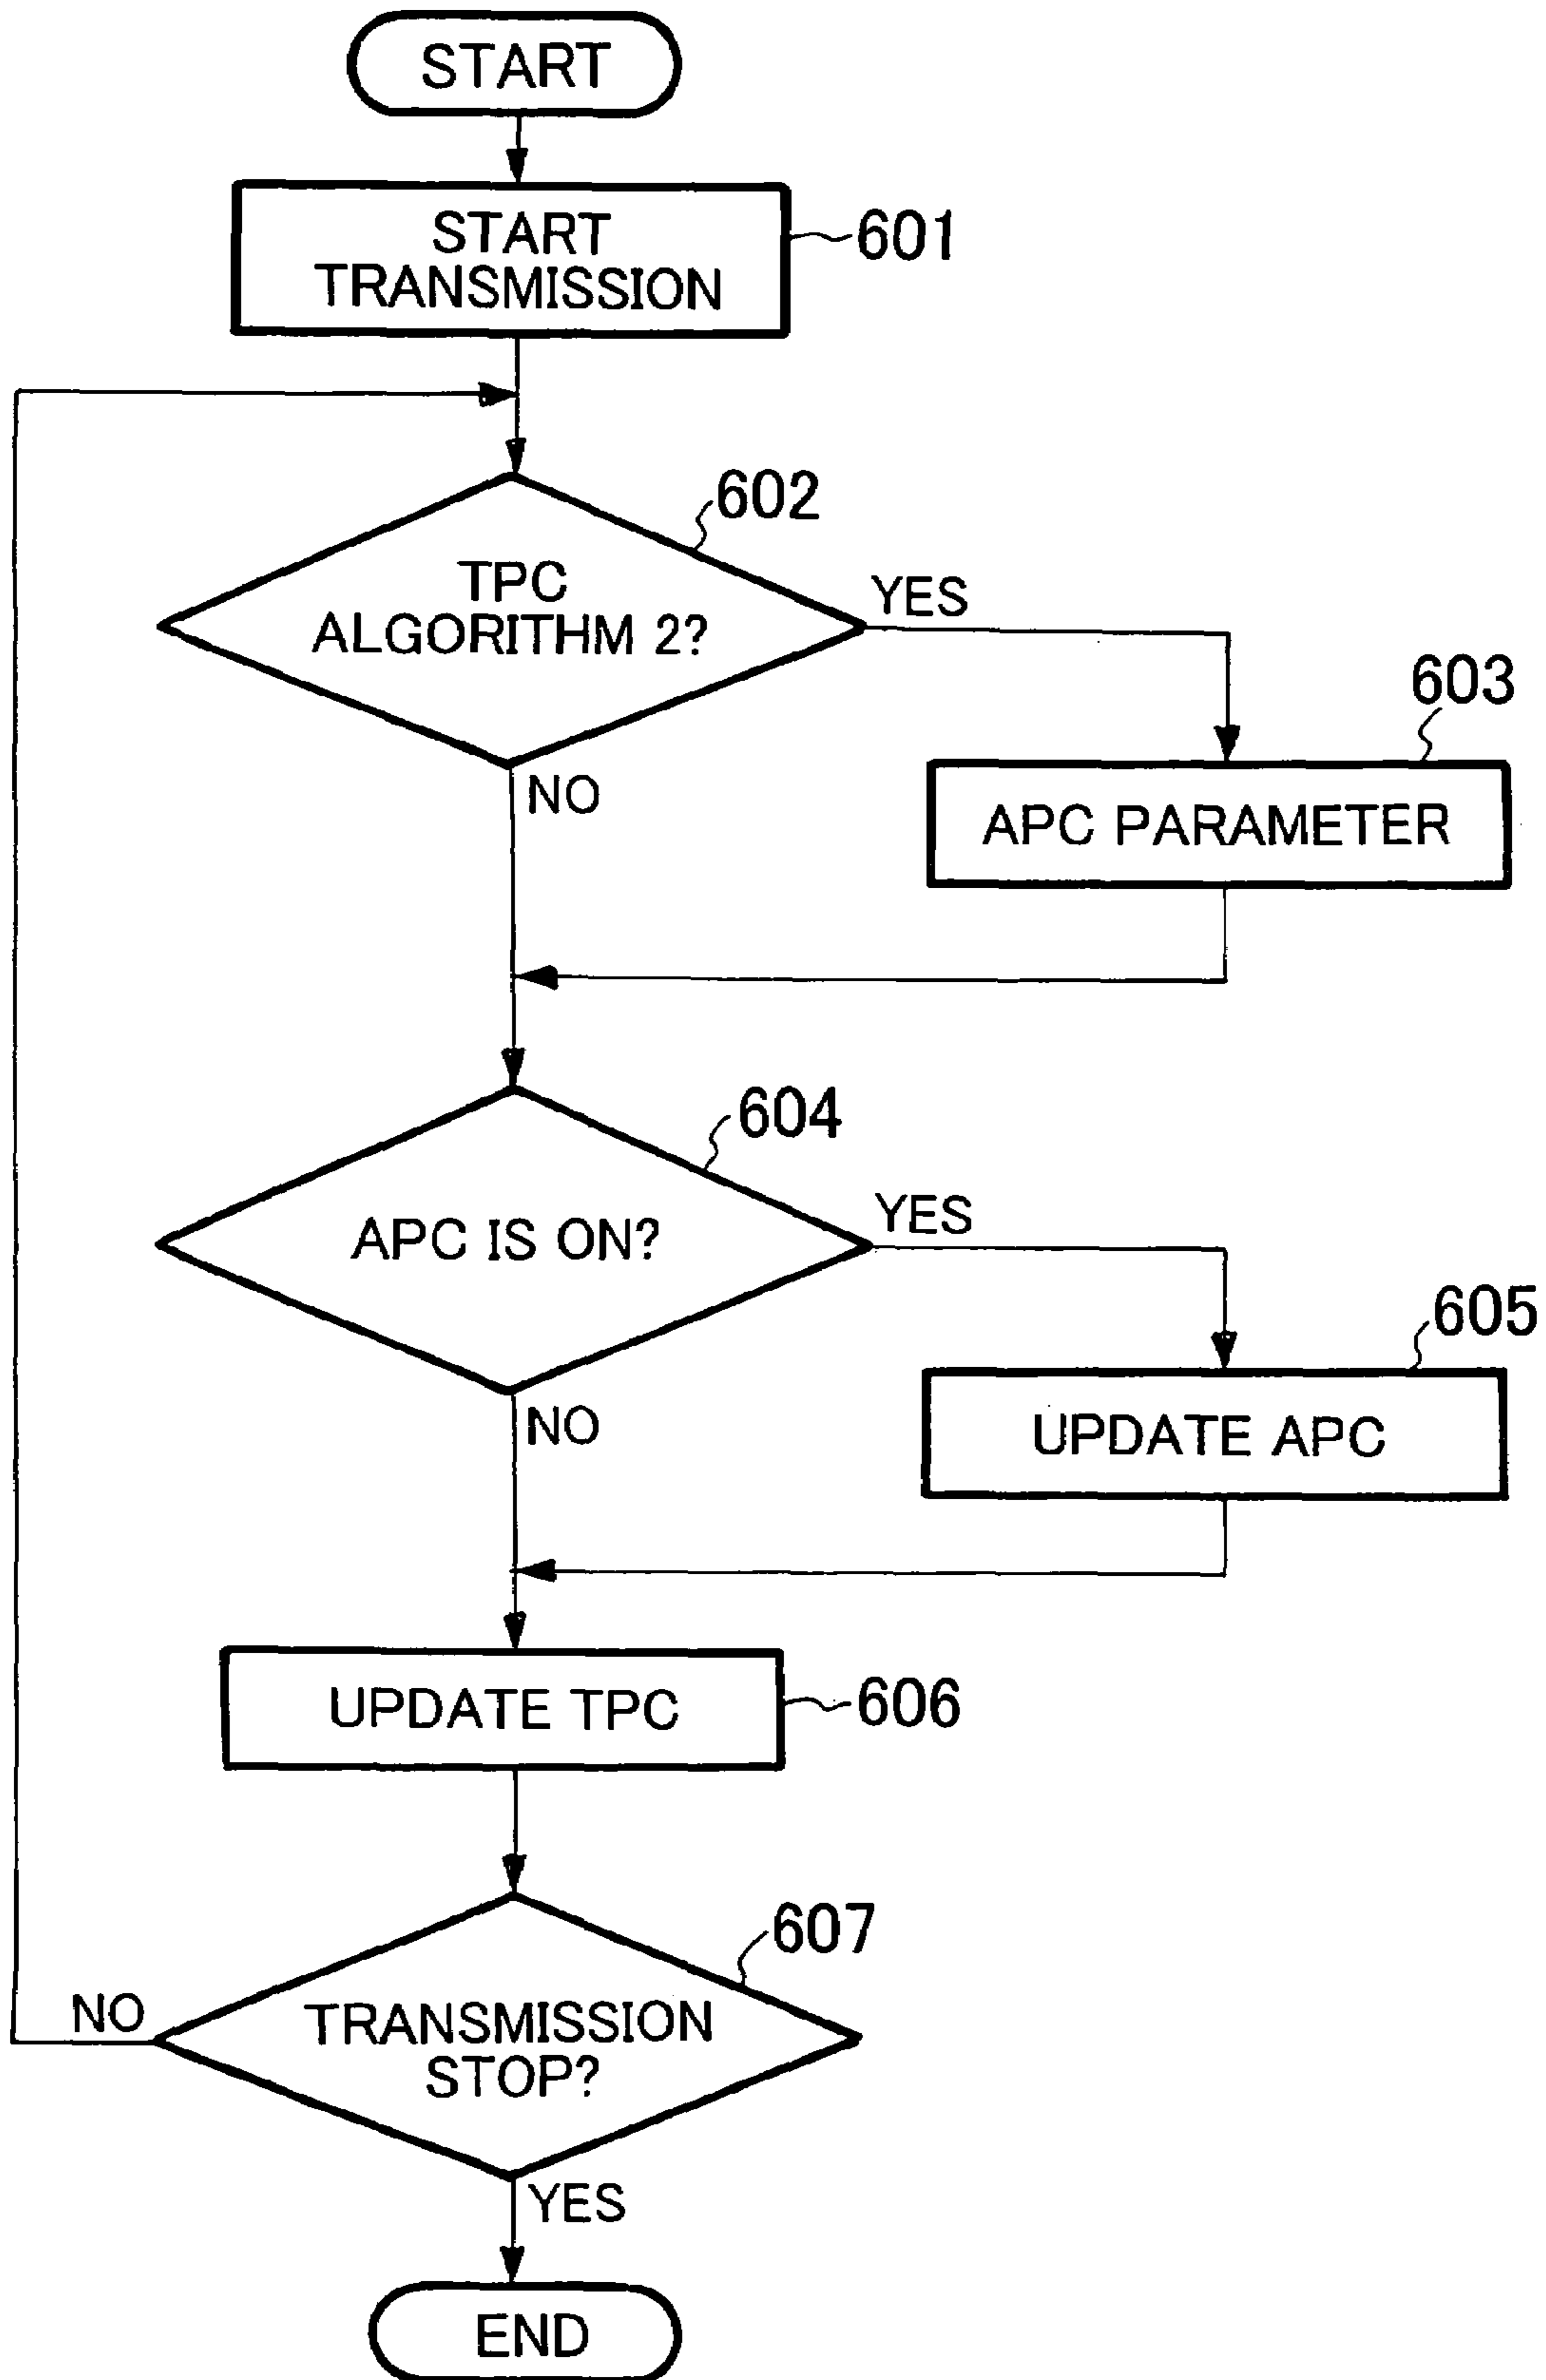 START
START
TRANSMISSION
601
602
TPC
ALGORITHM 2?
YES
603
NO
APC PARAMETER
604
APC IS ON?
YES
605
NO
UPDATE APC
UPDATE TPC
606
607
NO
TRANSMISSION
STOP?
YES
END